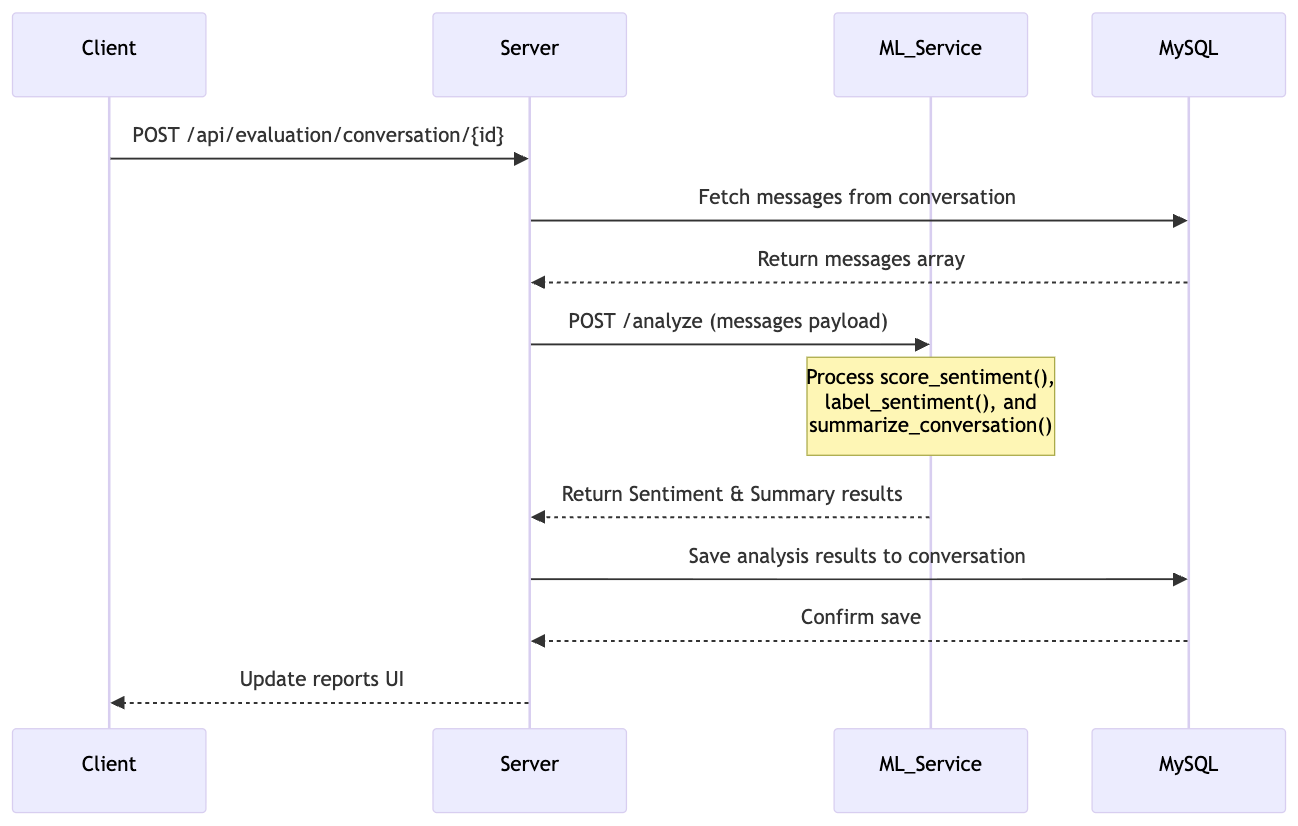 Client
Server
ML_Service
MySQL
POST /api/evaluation/conversation/{id}
Fetch messages from conversation
Return messages array
POST /analyze (messages payload)
Process score_sentiment(),
label_sentiment(), and
summarize_conversation()
Return Sentiment & Summary results
Save analysis results to conversation
Confirm save
Update reports UI
Client
Server
ML_Service
MySQL